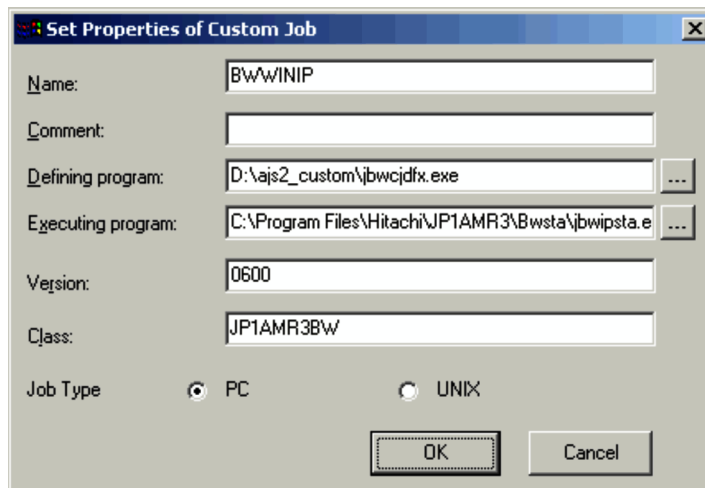 Set Properties of Custom Job
Name: BWWINIP
Comment:
Defining program: D:\ajs2_custom\jbwcjdfx.exe ...
Executing program: C:\Program Files\Hitachi\JP1AMR3\Bwsta\jbwipsta.e ...
Version: 0600
Class: JP1AMR3BW
Job Type PC UNIX
OK Cancel